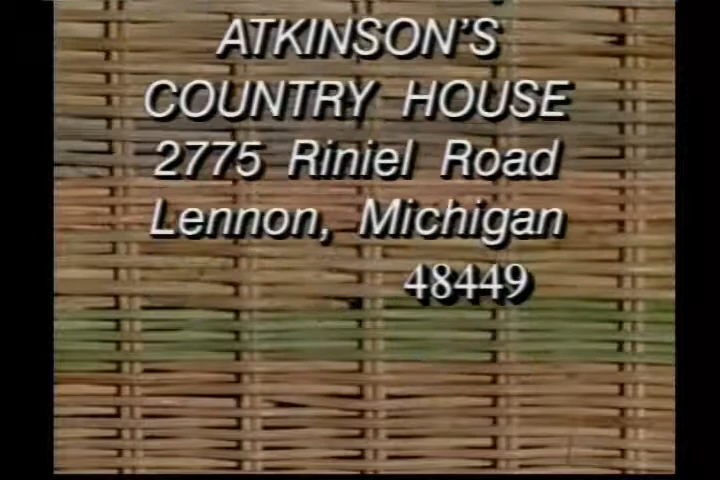 ATKINSON'S
COUNTRY HOUSE
2775 Riniel Road
Lennon, Michigan
48449